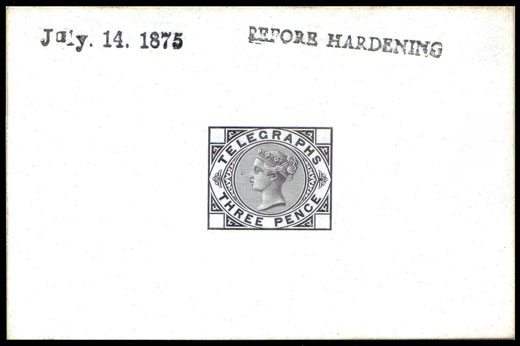 July. 14. 1875
BEFORE HARDENING
TELEGRAPHS
THREE PENCE